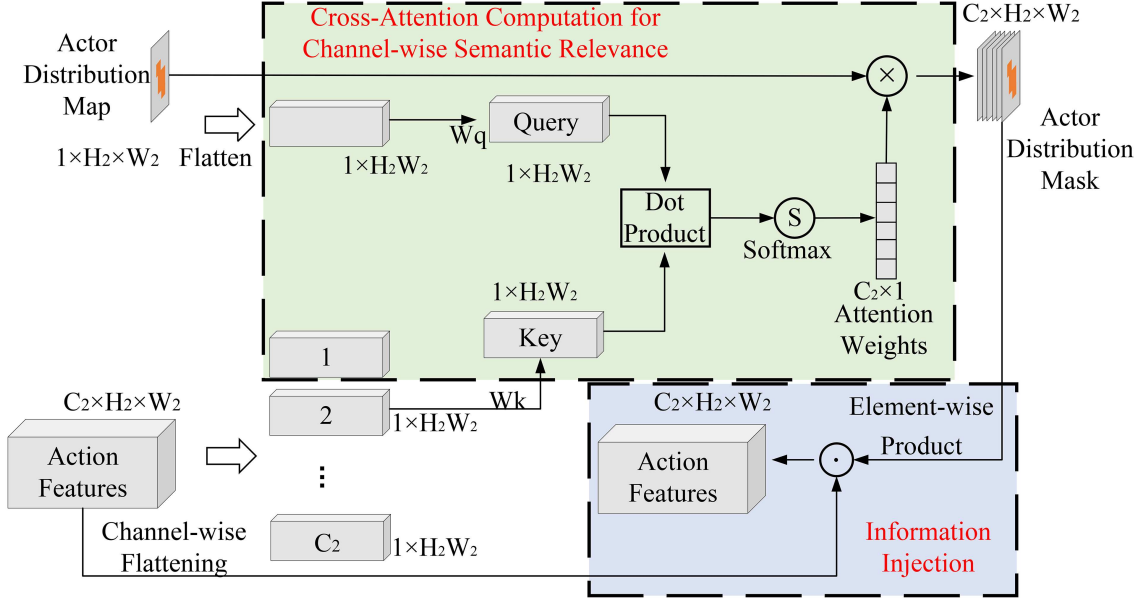 Cross-Attention Computation for
Channel-wise Semantic Relevance
C₂×H₂×W₂
Actor
Distribution
Map
1×H₂×W₂
Flatten
1×H₂W₂
Wq
Query
1×H₂W₂
×
Actor
Distribution
Mask
Dot
Product
S
Softmax
C₂×1
Attention
Weights
1×H₂W₂
Key
Wk
1
2
1×H₂W₂
⋮
C₂
1×H₂W₂
C₂×H₂×W₂
Action
Features
Channel-wise
Flattening
C₂×H₂×W₂
Element-wise
Product
Action
Features
Information
Injection